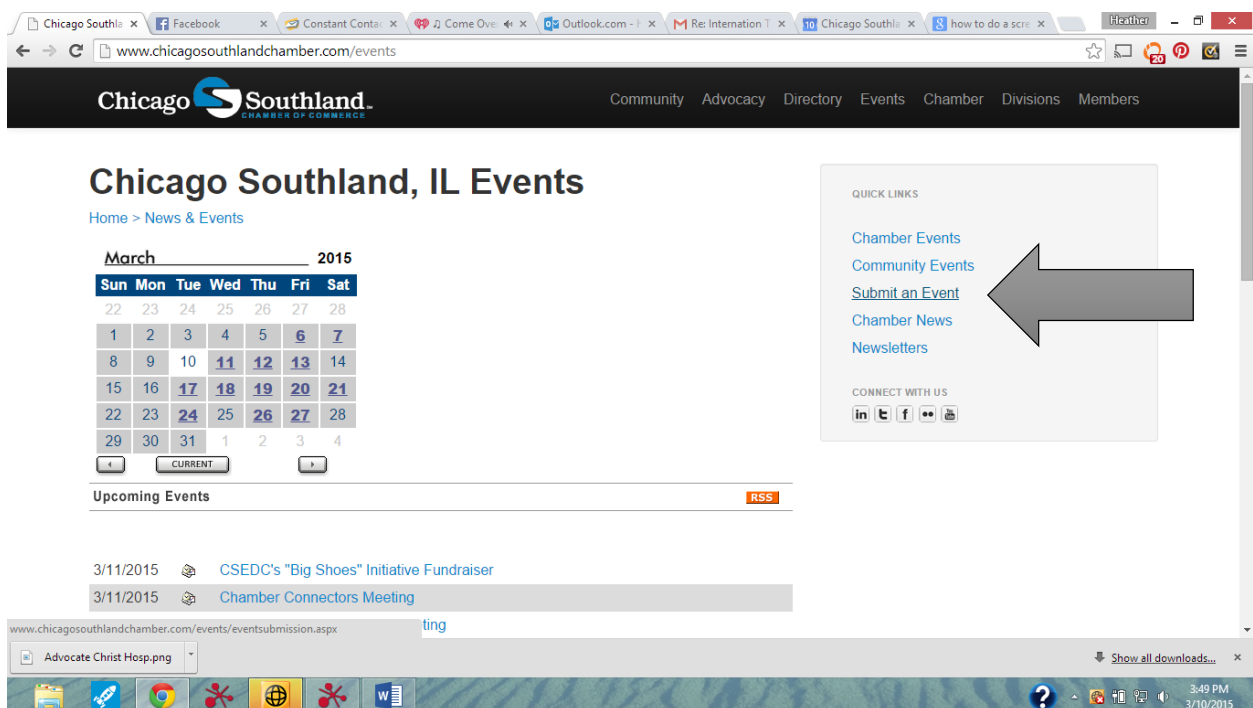 Chicago Southla
Facebook
Constant Contac
Come Ove
Outlook.com - 
Re: Internation T
10 Chicago Southla
8 how to do a scre
Heather
www.chicagosouthlandchamber.com/events
20
Chicago Southland
CHAMBER OF COMMERCE
Community Advocacy Directory Events Chamber Divisions Members
Chicago Southland, IL Events
Home > News & Events
March 2015
Sun Mon Tue Wed Thu Fri Sat
22 23 24 25 26 27 28
1 2 3 4 5 6 7
8 9 10 11 12 13 14
15 16 17 18 19 20 21
22 23 24 25 26 27 28
29 30 31 1 2 3 4
CURRENT
Upcoming Events RSS
3/11/2015 CSEDC's "Big Shoes" Initiative Fundraiser
3/11/2015 Chamber Connectors Meeting
ting
QUICK LINKS
Chamber Events
Community Events
Submit an Event
Chamber News
Newsletters
CONNECT WITH US
in t f You
www.chicagosouthlandchamber.com/events/eventsubmission.aspx
Advocate Christ Hosp.png
Show all downloads...
W
?
3:49 PM
3/10/2015